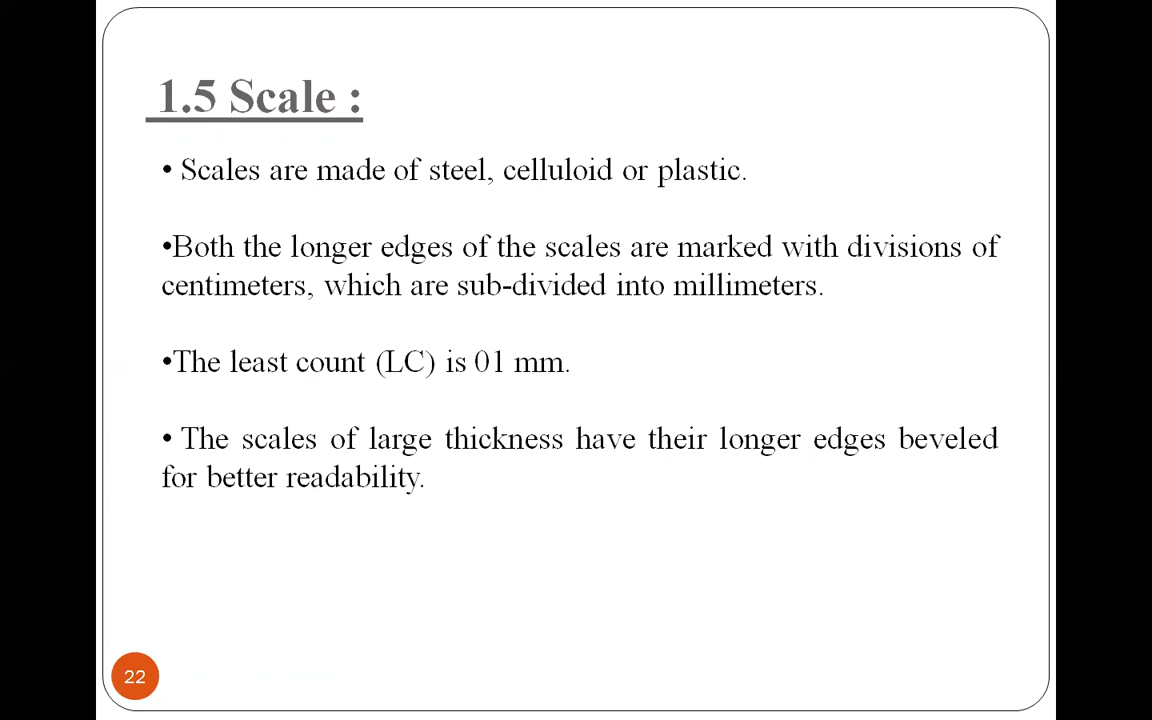 1.5 Scale :
• Scales are made of steel, celluloid or plastic.
•Both the longer edges of the scales are marked with divisions of
centimeters, which are sub-divided into millimeters.
•The least count (LC) is 01 mm.
• The scales of large thickness have their longer edges beveled
for better readability.
22